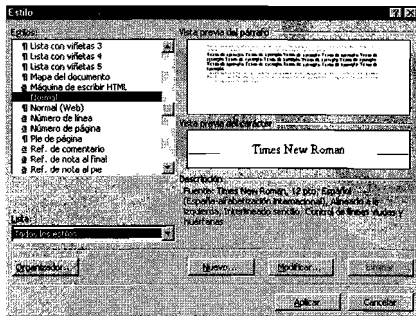 Estilo
Estilos:
Lista con viñetas 3
Lista con viñetas 4
Lista con viñetas 5
Mapa del documento
Máquina de escribir HTML
Normal
Normal (Web)
Número de línea
Número de página
Pie de página
Ref. de comentario
Ref. de nota al final
Ref. de nota al pie
Lista:
Todos los estilos
Vista previa del párrafo
Vista previa del carácter
Times New Roman
Descripción
Fuente: Times New Roman, 12 pto, Español
(España-alfabetización internacional), Alineado a la
izquierda, Interlineado sencillo, Control de líneas viudas y
huérfanas
Organizador... Nuevo... Modificar... Eliminar
Aplicar Cancelar